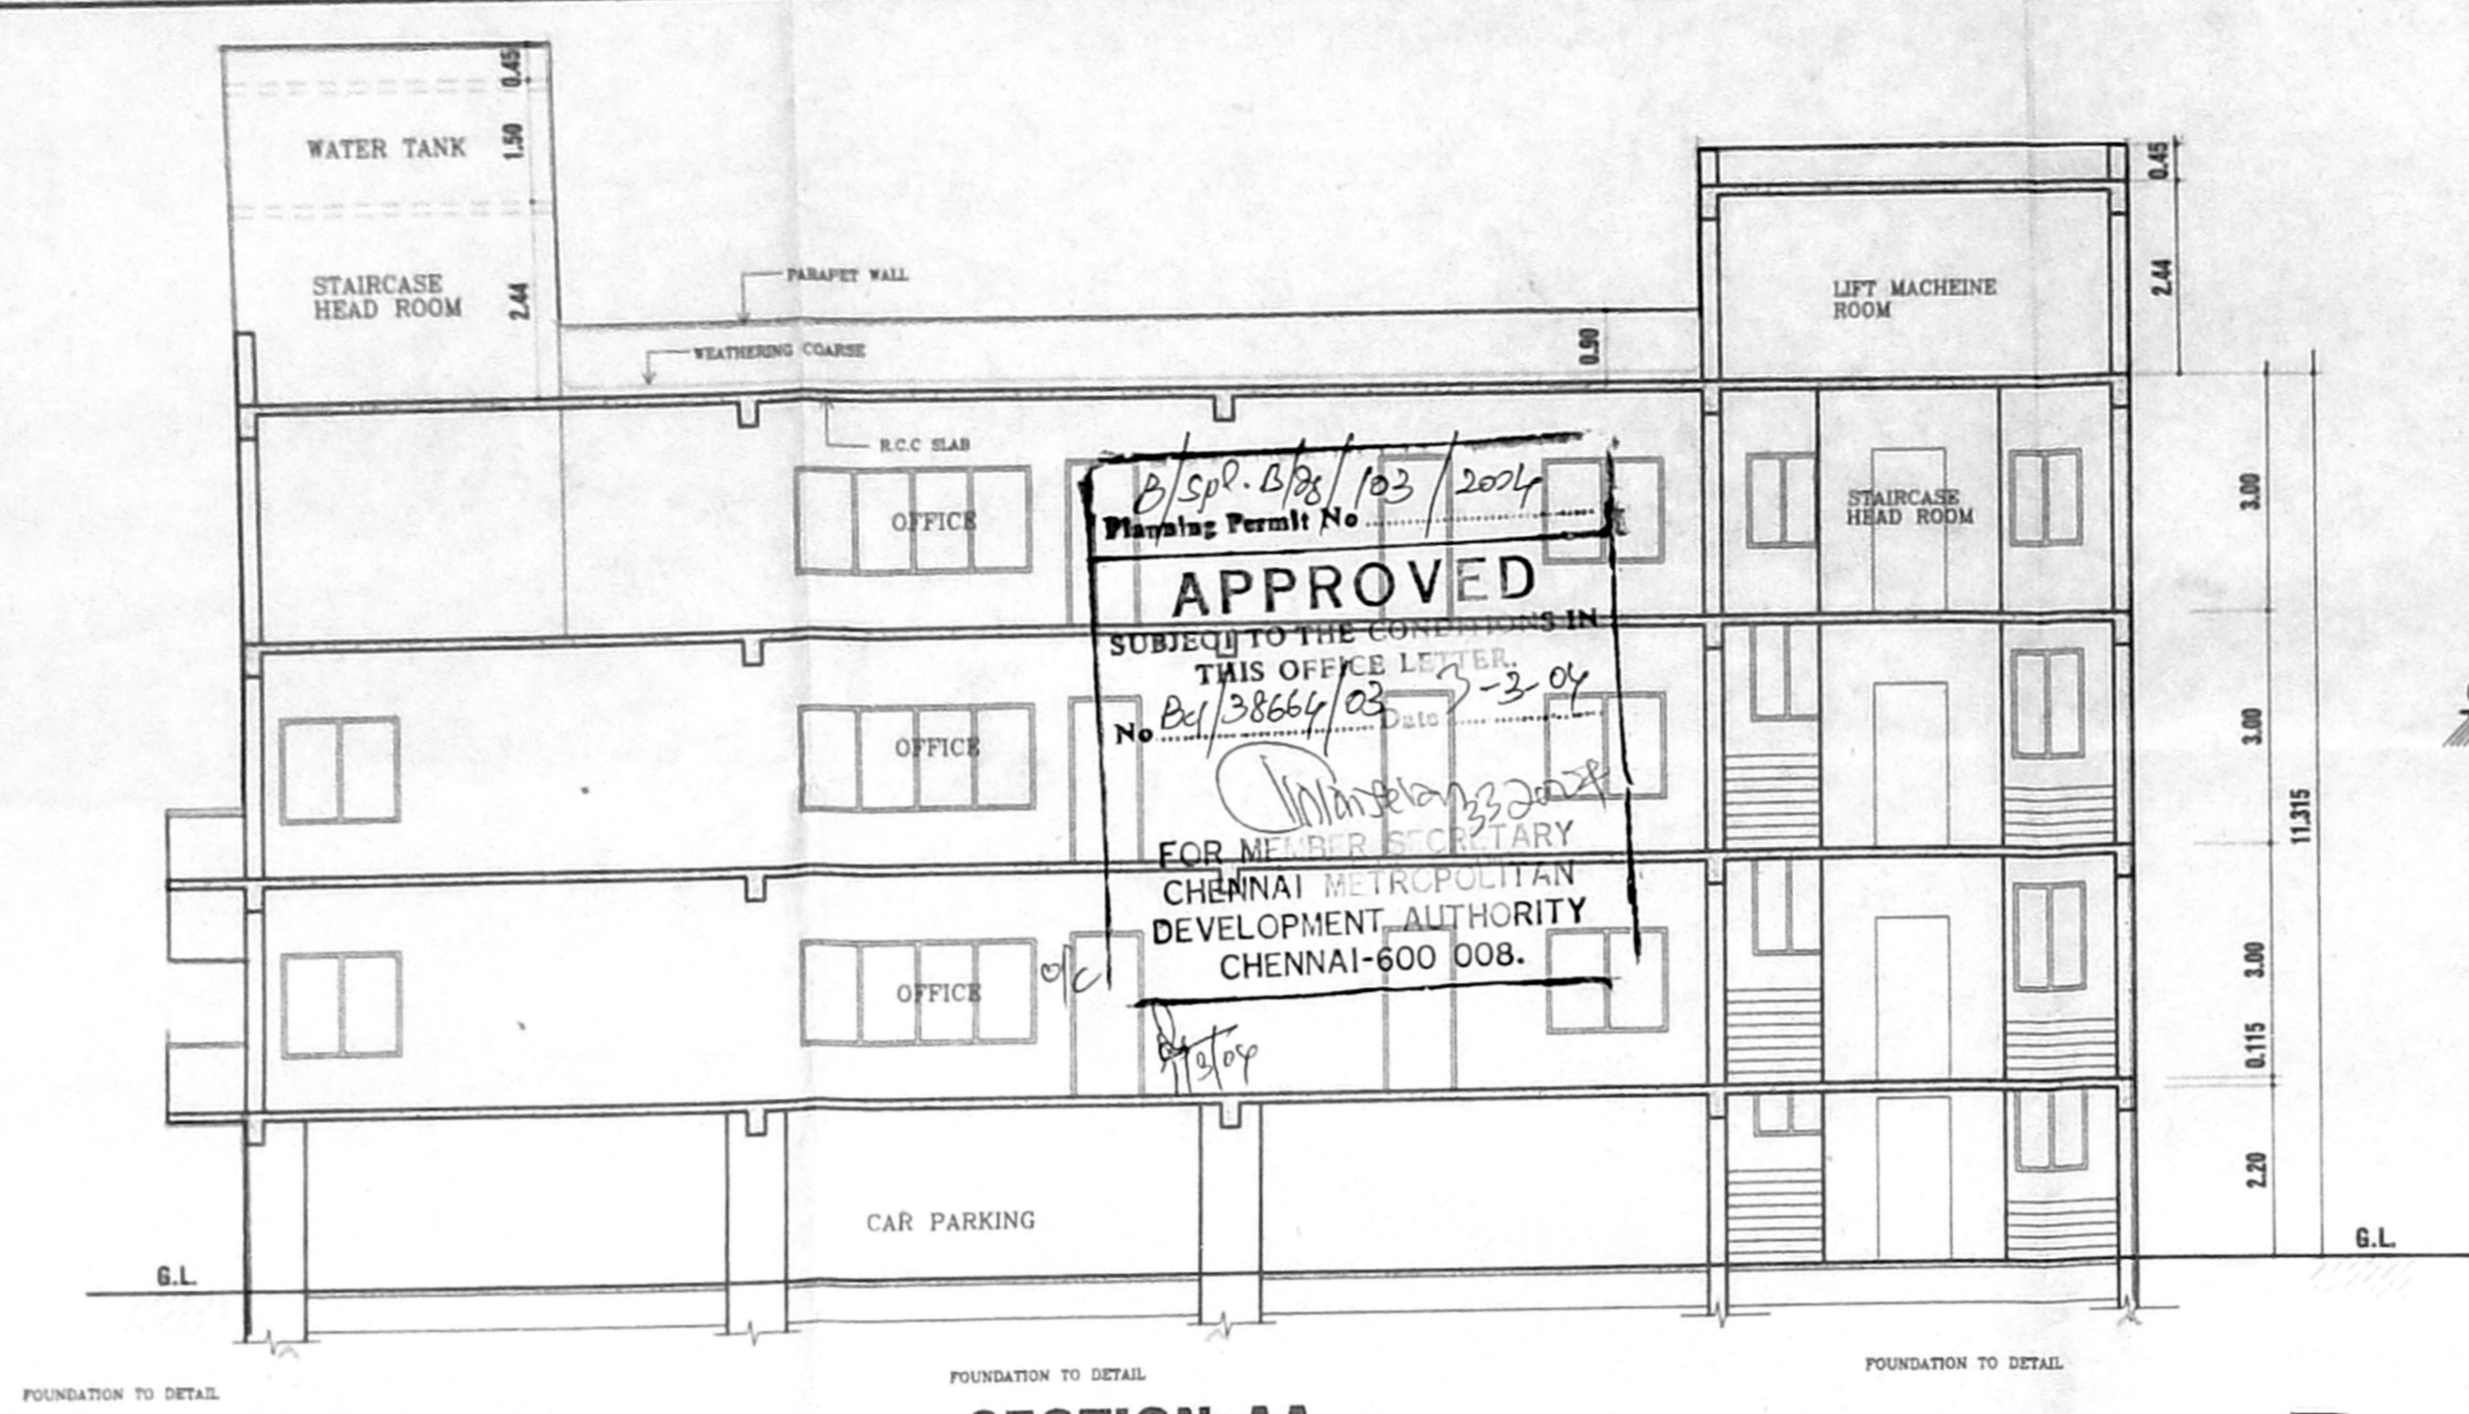 0.45
WATER TANK
1.50
STAIRCASE
HEAD ROOM
2.44
PARAPET WALL
WEATHERING COARSE
0.90
0.45
LIFT MACHEINE
ROOM
2.44
R.C.C SLAB
OFFICE
STAIRCASE
HEAD ROOM
3.00
B/Spl. Bldg/103/2004
Planning Permit No
APPROVED
SUBJECT TO THE CONDITIONS IN
THIS OFFICE LETTER.
No /38664/03 Date 3-3-04
FOR MEMBER SECRETARY
CHENNAI METROPOLITAN
DEVELOPMENT AUTHORITY
CHENNAI-600 008.
OFFICE
3.00
11.315
OFFICE
o/c
3.00
0.115
2.20
CAR PARKING
G.L.
G.L.
FOUNDATION TO DETAIL
FOUNDATION TO DETAIL
FOUNDATION TO DETAIL
SECTION-AA